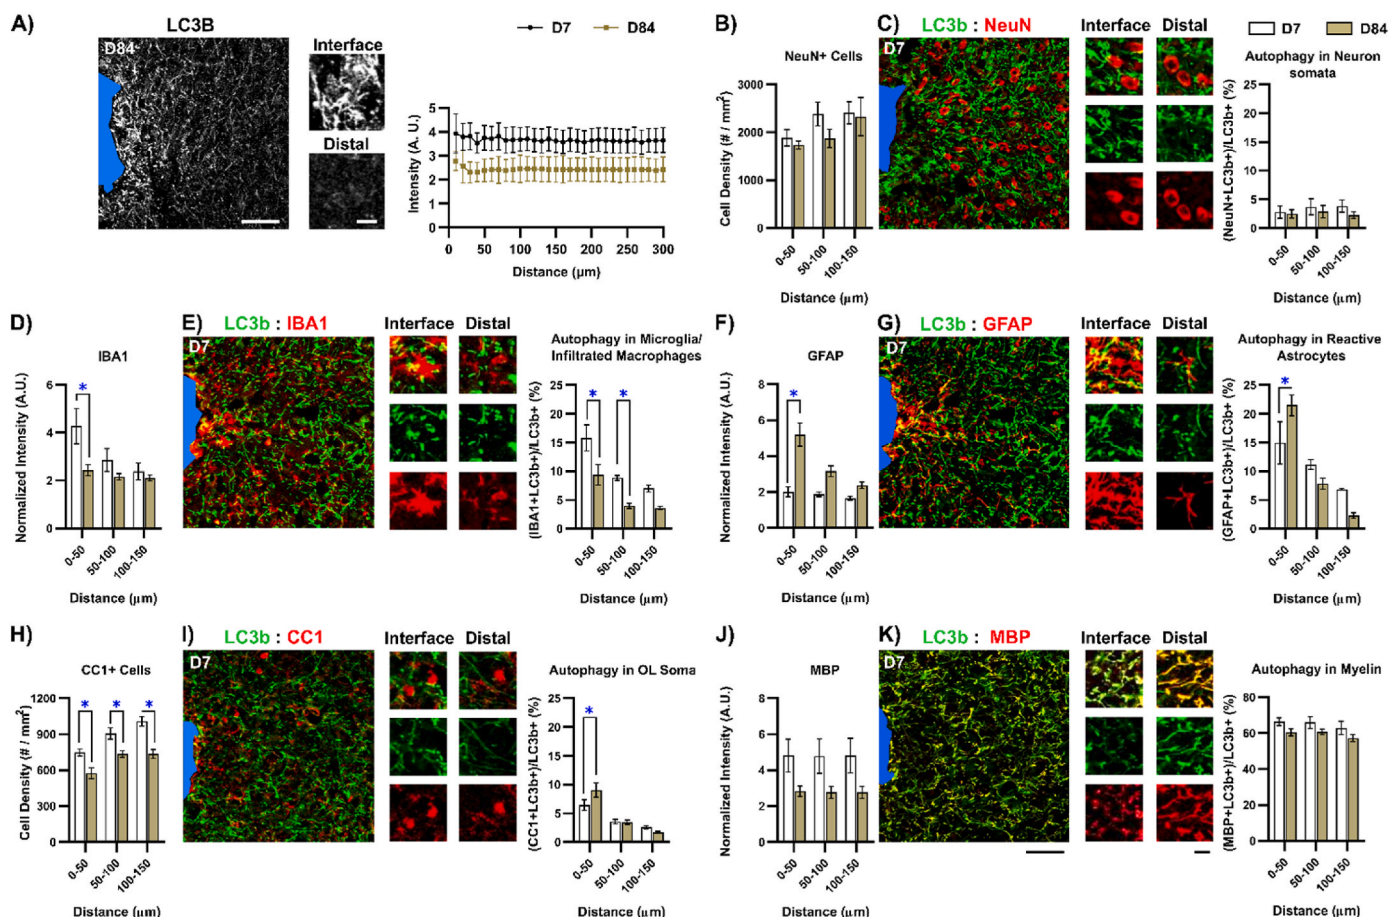 A)
LC3B
D84
Interface
Distal
D7
D84
Intensity (A. U.)
5
4
3
2
1
0
0
50
100
150
200
250
300
Distance (µm)
B)
NeuN+ Cells
Cell Density (# / mm²)
3000
2000
1000
0
0-50
50-100
100-150
Distance (µm)
C)
LC3b : NeuN
D7
Interface
Distal
D7
D84
Autophagy in Neuron
somata
(NeuN+LC3b+)/LC3b+ (%)
25
20
15
10
5
0
0-50
50-100
100-150
Distance (µm)
D)
IBA1
Normalized Intensity (A.U.)
6
4
2
0
*
0-50
50-100
100-150
Distance (µm)
E)
LC3b : IBA1
D7
Interface
Distal
Autophagy in Microglia/
Infiltrated Macrophages
(IBA1+LC3b+)/LC3b+ (%)
25
20
15
10
5
0
*
*
0-50
50-100
100-150
Distance (µm)
F)
GFAP
Normalized Intensity (A.U.)
8
6
4
2
0
*
0-50
50-100
100-150
Distance (µm)
G)
LC3b : GFAP
D7
Interface
Distal
Autophagy in Reactive
Astrocytes
(GFAP+LC3b+)/LC3b+ (%)
25
20
15
10
5
0
*
0-50
50-100
100-150
Distance (µm)
H)
CC1+ Cells
Cell Density (# / mm²)
1200
900
600
300
0
*
*
*
0-50
50-100
100-150
Distance (µm)
I)
LC3b : CC1
D7
Interface
Distal
Autophagy in OL Soma
(CC1+LC3b+)/LC3b+ (%)
25
20
15
10
5
0
*
0-50
50-100
100-150
Distance (µm)
J)
MBP
Normalized Intensity (A.U.)
8
6
4
2
0
0-50
50-100
100-150
Distance (µm)
K)
LC3b : MBP
D7
Interface
Distal
Autophagy in Myelin
(MBP+LC3b+)/LC3b+ (%)
80
60
40
20
0
0-50
50-100
100-150
Distance (µm)